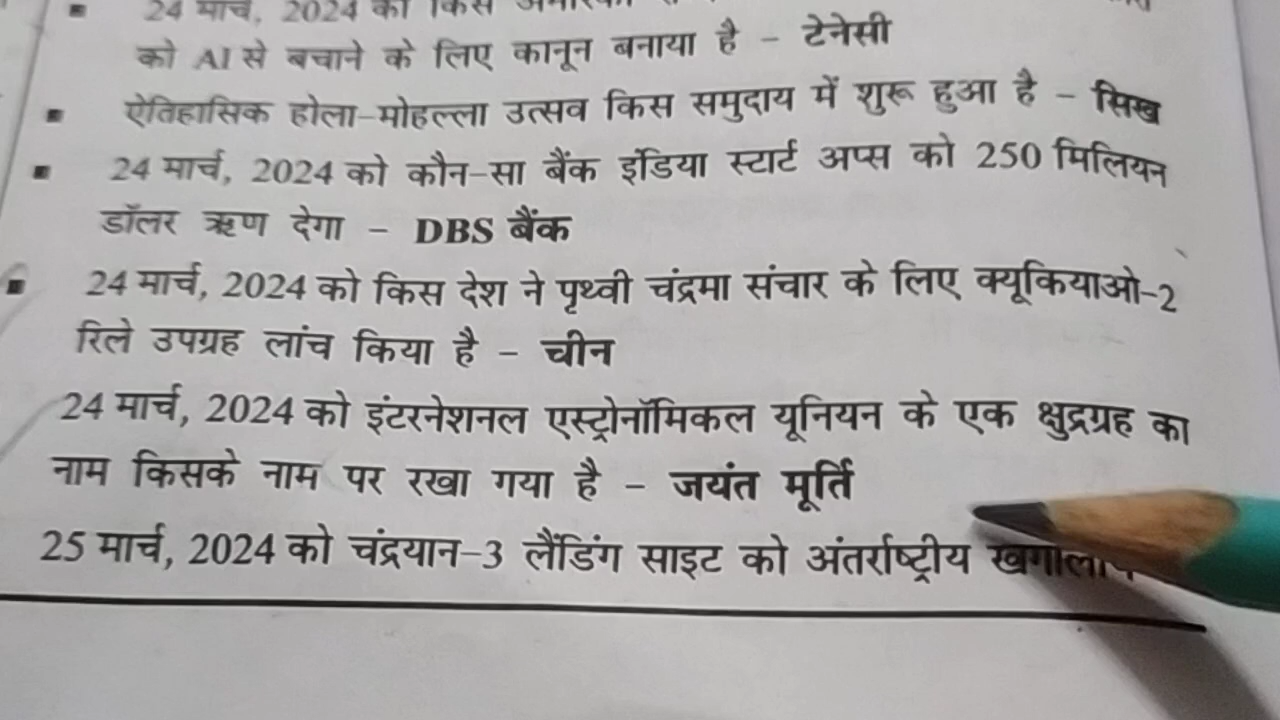 24 मार्च, 2024 को किस
को AI से बचाने के लिए कानून बनाया है – टेनेसी
▪ ऐतिहासिक होला-मोहल्ला उत्सव किस समुदाय में शुरू हुआ है – सिख
▪ 24 मार्च, 2024 को कौन-सा बैंक इंडिया स्टार्ट अप्स को 250 मिलियन
डॉलर ऋण देगा – DBS बैंक
▪ 24 मार्च, 2024 को किस देश ने पृथ्वी चंद्रमा संचार के लिए क्यूकियाओ-2
रिले उपग्रह लांच किया है – चीन
24 मार्च, 2024 को इंटरनेशनल एस्ट्रोनॉमिकल यूनियन के एक क्षुद्रग्रह का
नाम किसके नाम पर रखा गया है – जयंत मूर्ति
25 मार्च, 2024 को चंद्रयान-3 लैंडिंग साइट को अंतर्राष्ट्रीय